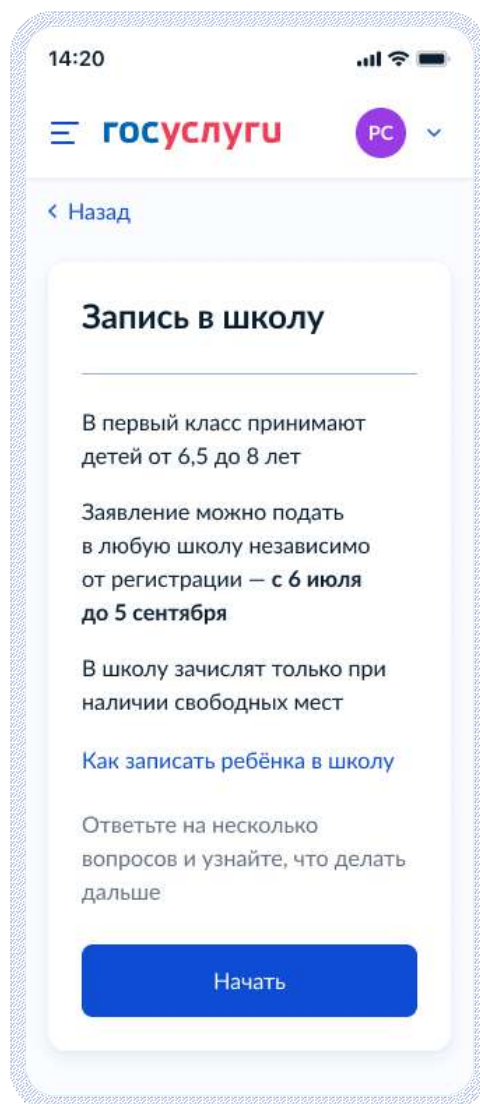 14:20
госуслуги
РС
Назад
Запись в школу
В первый класс принимают
детей от 6,5 до 8 лет
Заявление можно подать
в любую школу независимо
от регистрации — с 6 июля
до 5 сентября
В школу зачислят только при
наличии свободных мест
Как записать ребёнка в школу
Ответьте на несколько
вопросов и узнайте, что делать
дальше
Начать